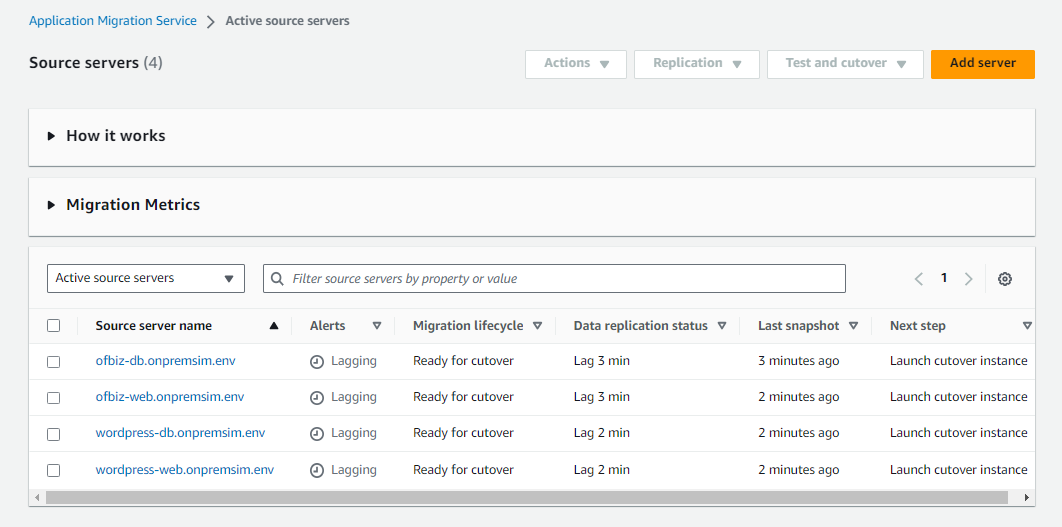 Application Migration Service > Active source servers
Source servers (4) Actions Replication Test and cutover Add server
How it works
Migration Metrics
Active source servers Filter source servers by property or value 1
Source server name Alerts Migration lifecycle Data replication status Last snapshot Next step
ofbiz-db.onpremsim.env Lagging Ready for cutover Lag 3 min 3 minutes ago Launch cutover instance
ofbiz-web.onpremsim.env Lagging Ready for cutover Lag 3 min 2 minutes ago Launch cutover instance
wordpress-db.onpremsim.env Lagging Ready for cutover Lag 2 min 2 minutes ago Launch cutover instance
wordpress-web.onpremsim.env Lagging Ready for cutover Lag 2 min 2 minutes ago Launch cutover instance